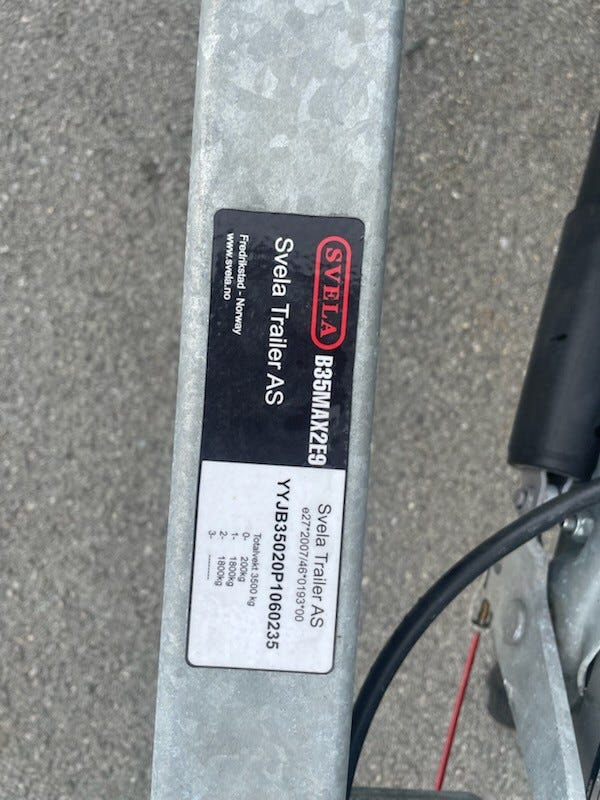 SVELA B35MAX2E9
Svela Trailer AS
Fredrikstad - Norway
www.svela.no
Svela Trailer AS
e27*2007/46*0193*00
YYJB35020P1060235
Totalvekt 3500 kg
0- 200kg
1- 1800kg
2- 1800kg
3- --------